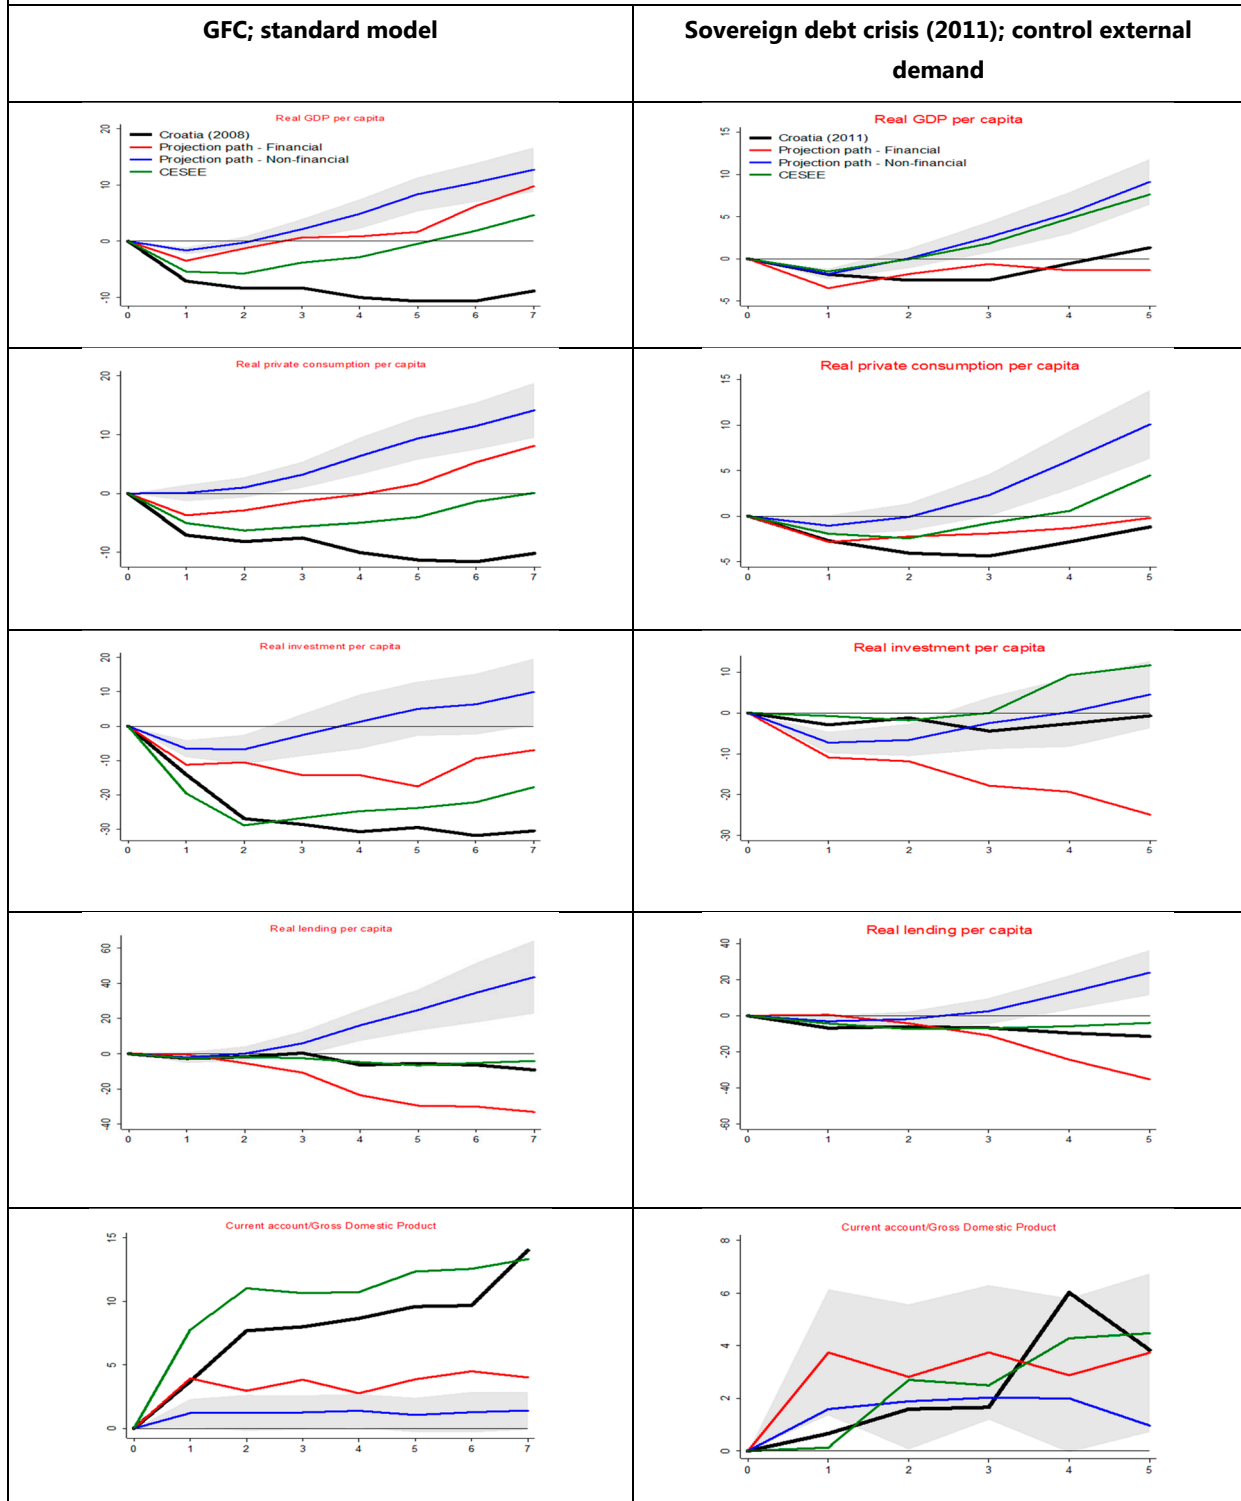 GFC; standard model
Sovereign debt crisis (2011); control external
demand
Real GDP per capita
20
10
0
-10
Croatia (2008)
Projection path - Financial
Projection path - Non-financial
CESEE
0 1 2 3 4 5 6 7
Real GDP per capita
15
10
5
0
-5
Croatia (2011)
Projection path - Financial
Projection path - Non-financial
CESEE
0 1 2 3 4 5
Real private consumption per capita
20
10
0
-10
0 1 2 3 4 5 6 7
Real private consumption per capita
15
10
5
0
-5
0 1 2 3 4 5
Real investment per capita
20
10
0
-10
-20
-30
0 1 2 3 4 5 6 7
Real investment per capita
10
0
-10
-20
-30
0 1 2 3 4 5
Real lending per capita
60
40
20
0
-20
-40
0 1 2 3 4 5 6 7
Real lending per capita
40
20
0
-20
-40
-60
0 1 2 3 4 5
Current account/Gross Domestic Product
15
10
5
0
0 1 2 3 4 5 6 7
Current account/Gross Domestic Product
8
6
4
2
0
0 1 2 3 4 5